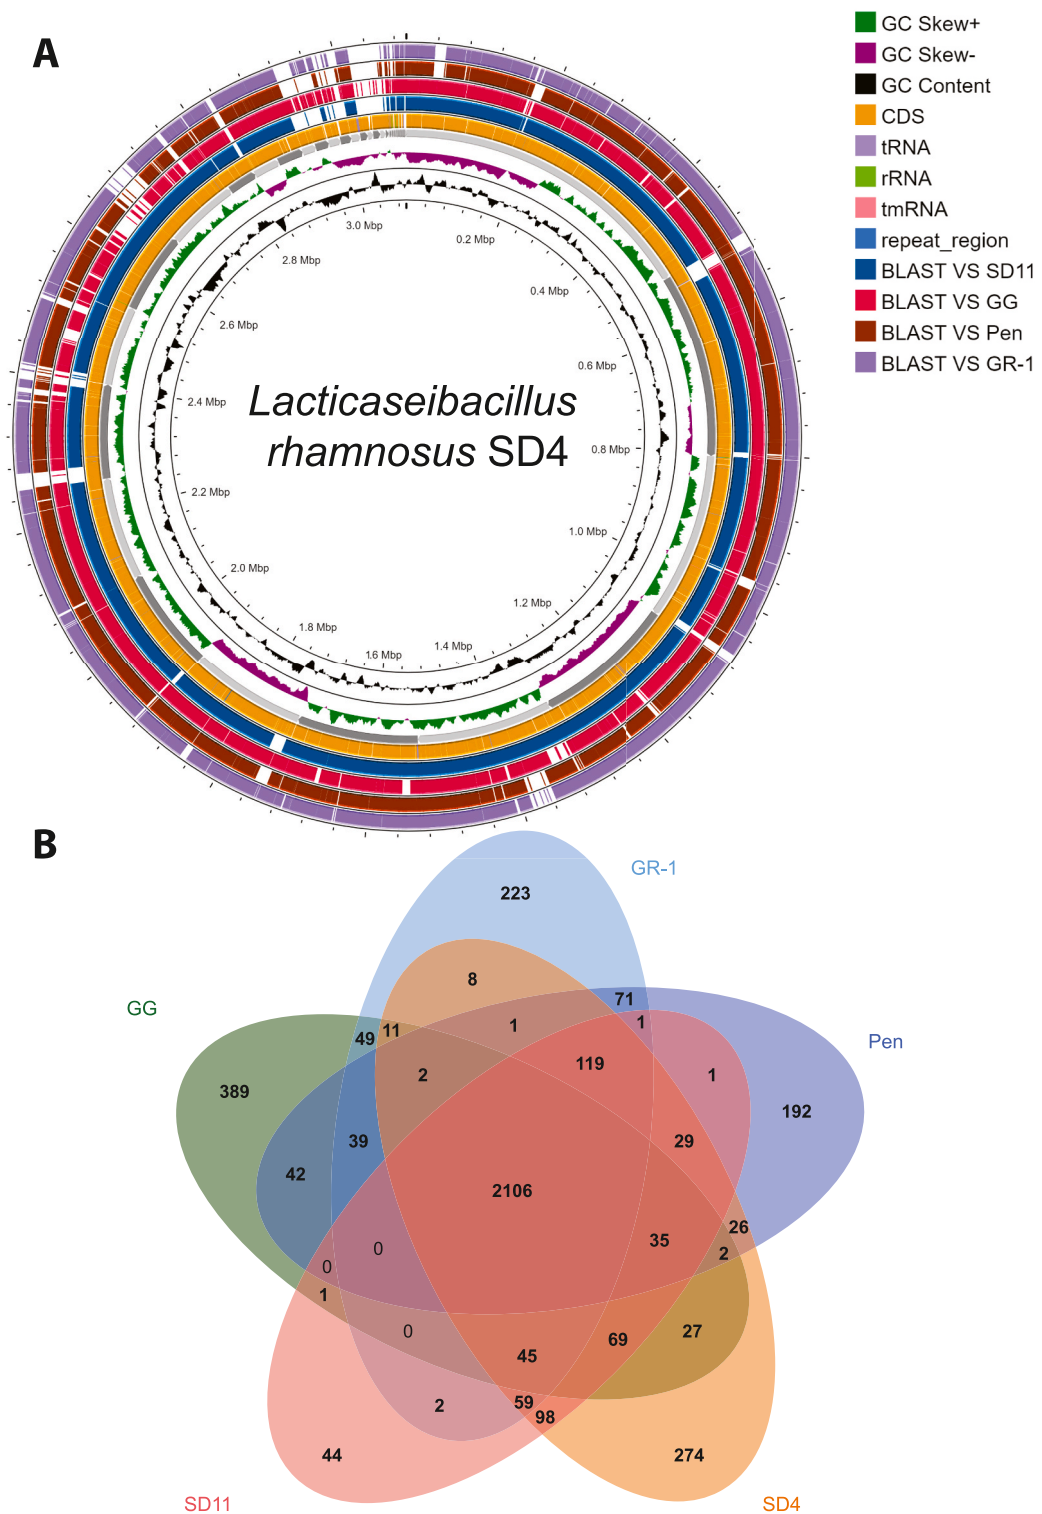 A
GC Skew+
GC Skew-
GC Content
CDS
tRNA
rRNA
tmRNA
repeat_region
BLAST VS SD11
BLAST VS GG
BLAST VS Pen
BLAST VS GR-1
3.0 Mbp
0.2 Mbp
2.8 Mbp
0.4 Mbp
2.6 Mbp
0.6 Mbp
2.4 Mbp
Lacticaseibacillus
rhamnosus SD4
0.8 Mbp
2.2 Mbp
1.0 Mbp
2.0 Mbp
1.2 Mbp
1.8 Mbp
1.4 Mbp
1.6 Mbp
B
GR-1
223
8
71
GG
1
11
1
49
Pen
119
2
1
389
192
39
29
42
2106
26
35
0
2
0
1
0
27
69
45
59
2
98
44
274
SD11
SD4